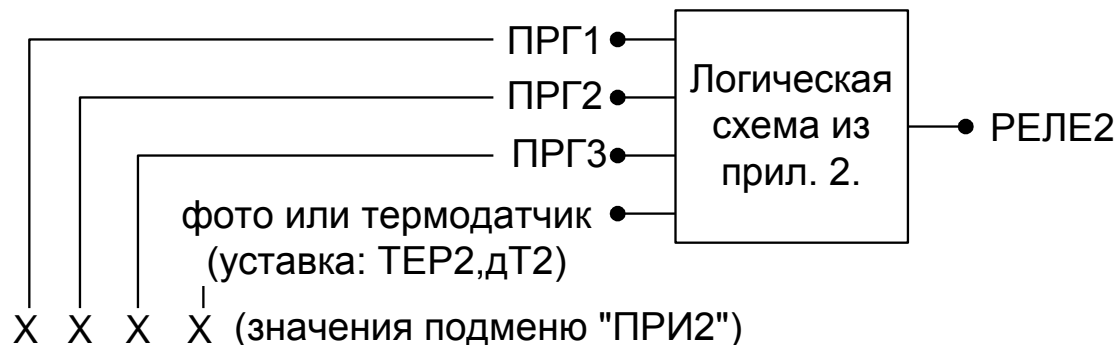 ПРГ1
ПРГ2
ПРГ3
фото или термодатчик
(уставка: ТЕР2,дТ2)
Логическая
схема из
прил. 2.
РЕЛЕ2
Х Х Х Х (значения подменю "ПРИ2")